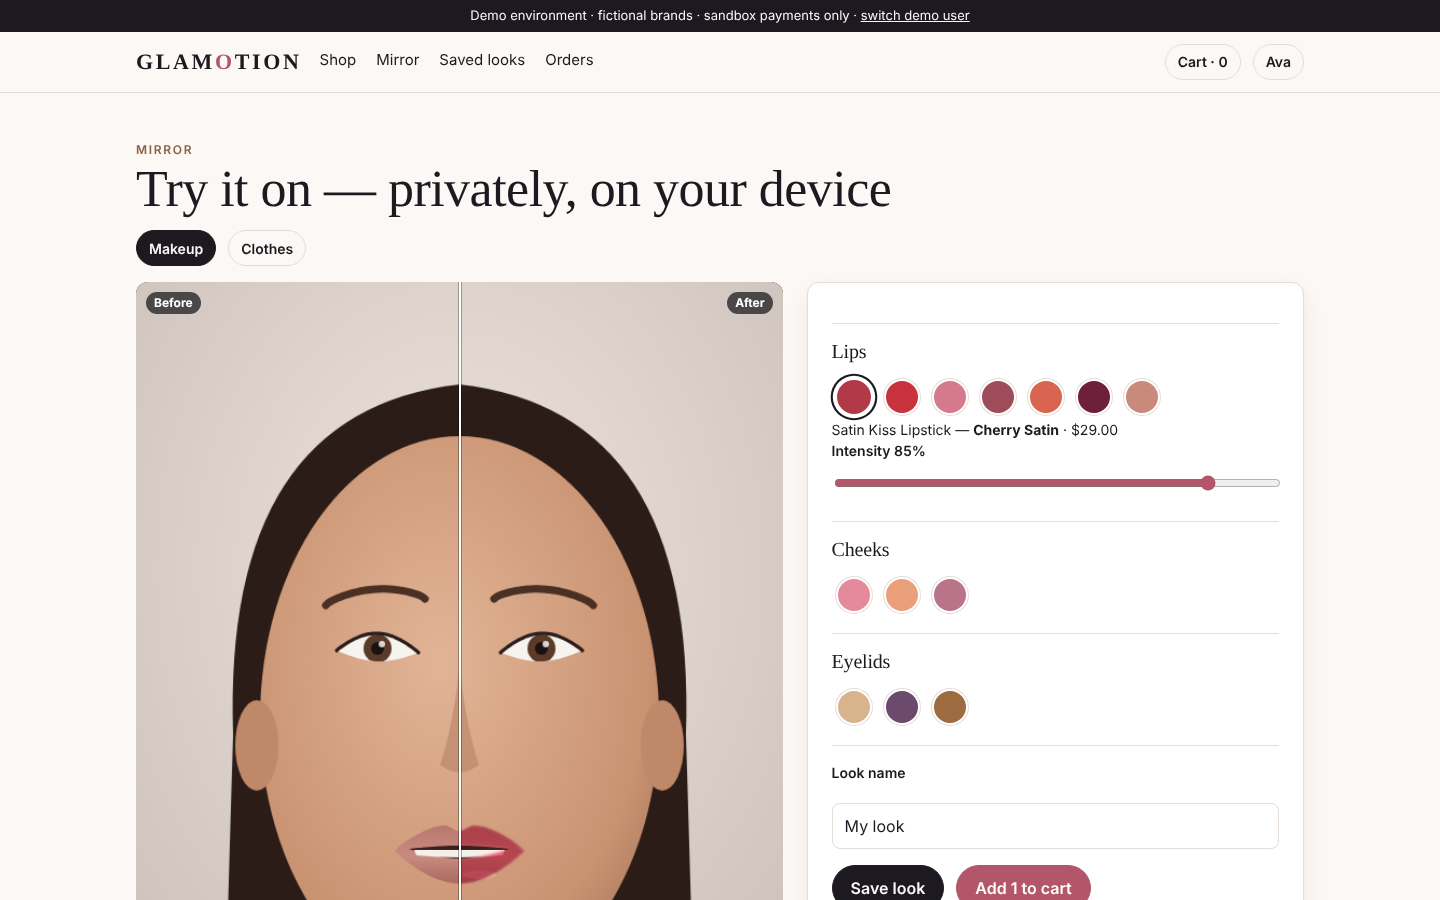 Demo environment · fictional brands · sandbox payments only · switch demo user
GLAMOTION Shop Mirror Saved looks Orders Cart · 0 Ava
MIRROR
Try it on — privately, on your device
Makeup Clothes
Before After
Lips
Satin Kiss Lipstick — Cherry Satin · $29.00
Intensity 85%
Cheeks
Eyelids
Look name
My look
Save look Add 1 to cart